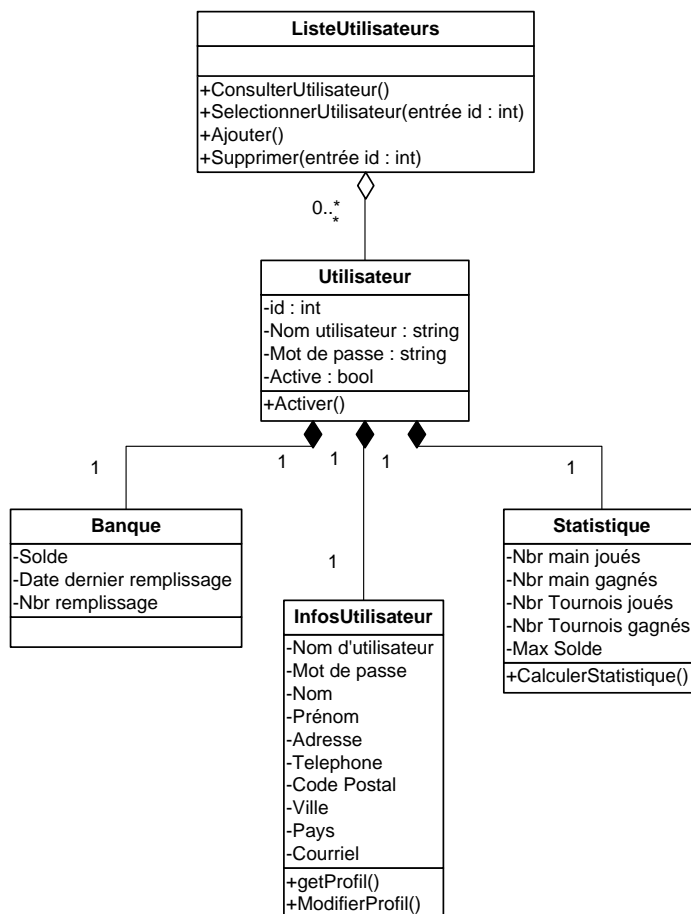 ListeUtilisateurs
+ConsulterUtilisateur()
+SelectionnerUtilisateur(entrée id : int)
+Ajouter()
+Supprimer(entrée id : int)
0..*
*
Utilisateur
-id : int
-Nom utilisateur : string
-Mot de passe : string
-Active : bool
+Activer()
1
1
1
1
1
1
Banque
-Solde
-Date dernier remplissage
-Nbr remplissage
InfosUtilisateur
-Nom d'utilisateur
-Mot de passe
-Nom
-Prénom
-Adresse
-Telephone
-Code Postal
-Ville
-Pays
-Courriel
+getProfil()
+ModifierProfil()
Statistique
-Nbr main joués
-Nbr main gagnés
-Nbr Tournois joués
-Nbr Tournois gagnés
-Max Solde
+CalculerStatistique()